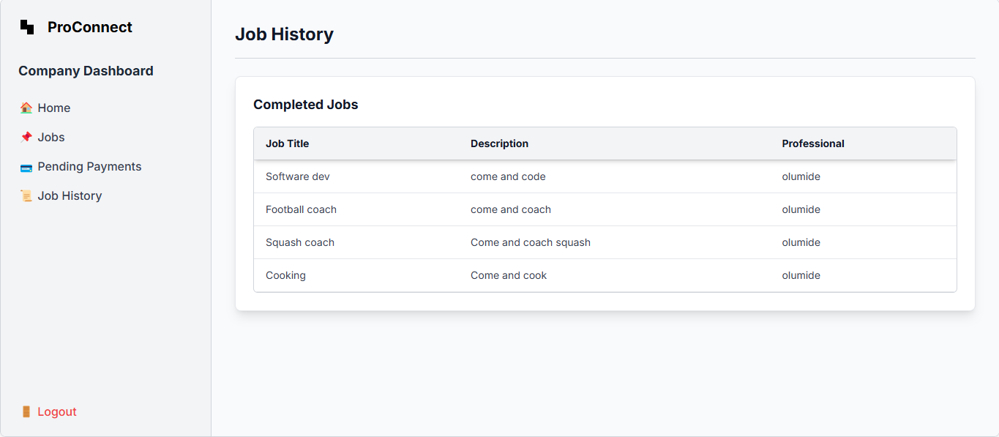 ProConnect
Company Dashboard
Home
Jobs
Pending Payments
Job History
Logout
Job History
Completed Jobs
Job Title Description Professional
Software dev come and code olumide
Football coach come and coach olumide
Squash coach Come and coach squash olumide
Cooking Come and cook olumide